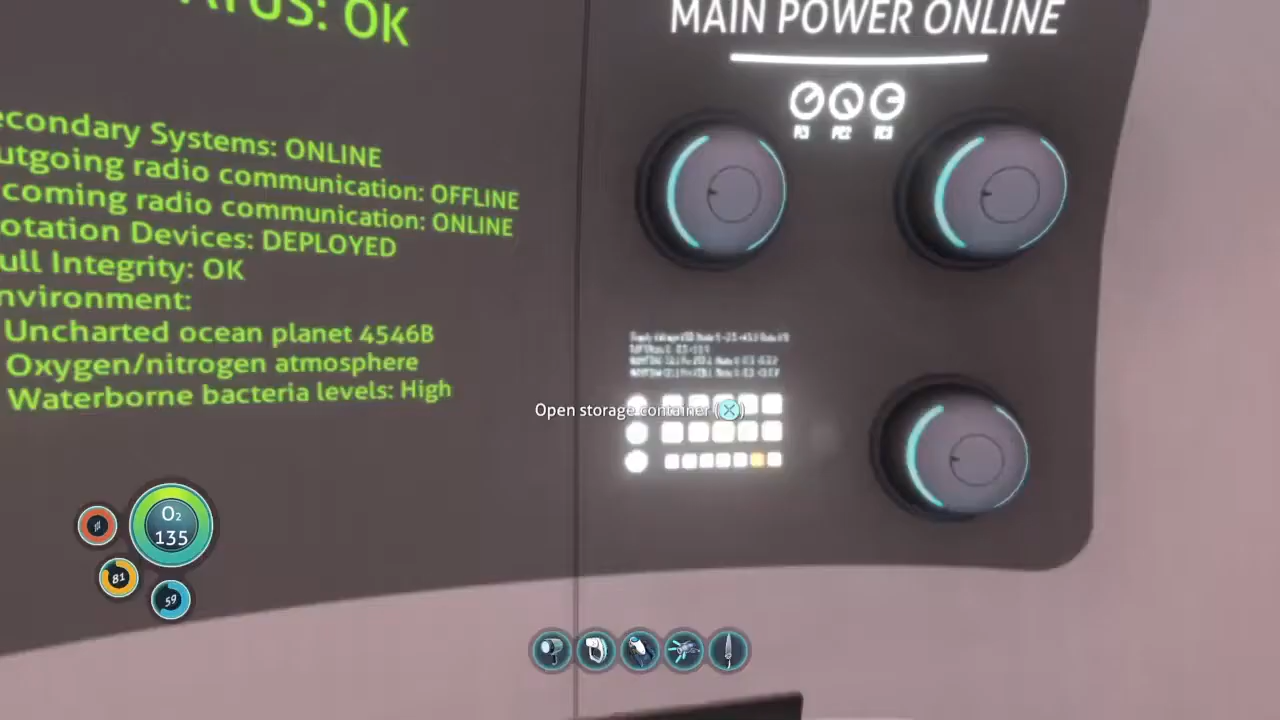 ATUS: OK
econdary Systems: ONLINE
utgoing radio communication: OFFLINE
coming radio communication: ONLINE
otation Devices: DEPLOYED
ull Integrity: OK
nvironment:
Uncharted ocean planet 4546B
Oxygen/nitrogen atmosphere
Waterborne bacteria levels: High
MAIN POWER ONLINE
Open storage container (X)
O₂
135
81
59